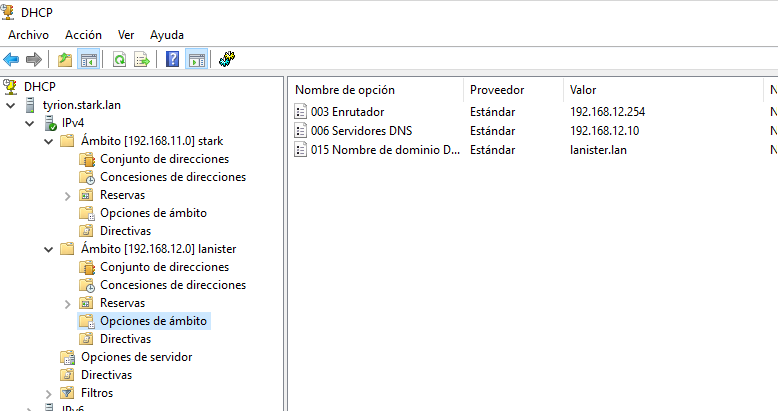 DHCP
Archivo Acción Ver Ayuda
DHCP
tyrion.stark.lan
IPv4
Ámbito [192.168.11.0] stark
Conjunto de direcciones
Concesiones de direcciones
Reservas
Opciones de ámbito
Directivas
Ámbito [192.168.12.0] lanister
Conjunto de direcciones
Concesiones de direcciones
Reservas
Opciones de ámbito
Directivas
Opciones de servidor
Directivas
Filtros
IPv6
Nombre de opción Proveedor Valor
003 Enrutador Estándar 192.168.12.254
006 Servidores DNS Estándar 192.168.12.10
015 Nombre de dominio D... Estándar lanister.lan